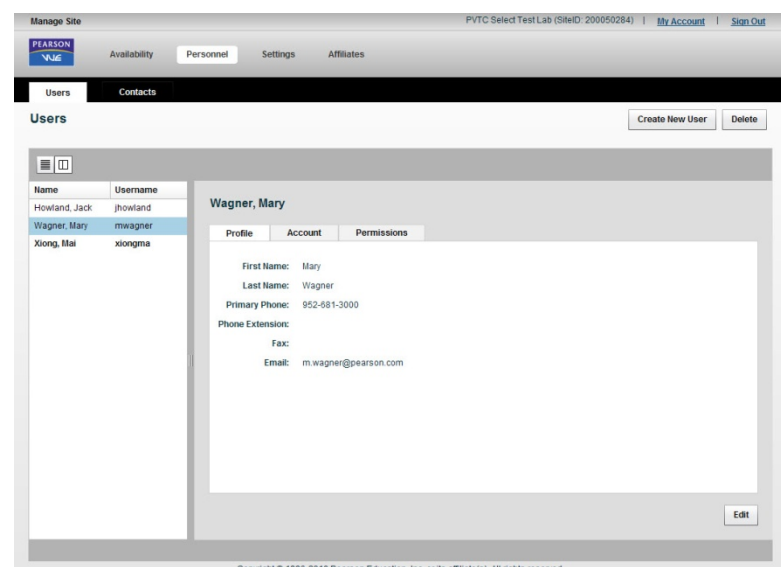 Manage Site PVTC Select Test Lab (SiteID: 200050284) | My Account | Sign Out
PEARSON
VUE
Availability Personnel Settings Affiliates
Users Contacts
Users Create New User Delete
Name Username
Howland, Jack jhowland
Wagner, Mary mwagner
Xiong, Mai xiongma
Wagner, Mary
Profile Account Permissions
First Name: Mary
Last Name: Wagner
Primary Phone: 952-681-3000
Phone Extension:
Fax:
Email: m.wagner@pearson.com
Edit